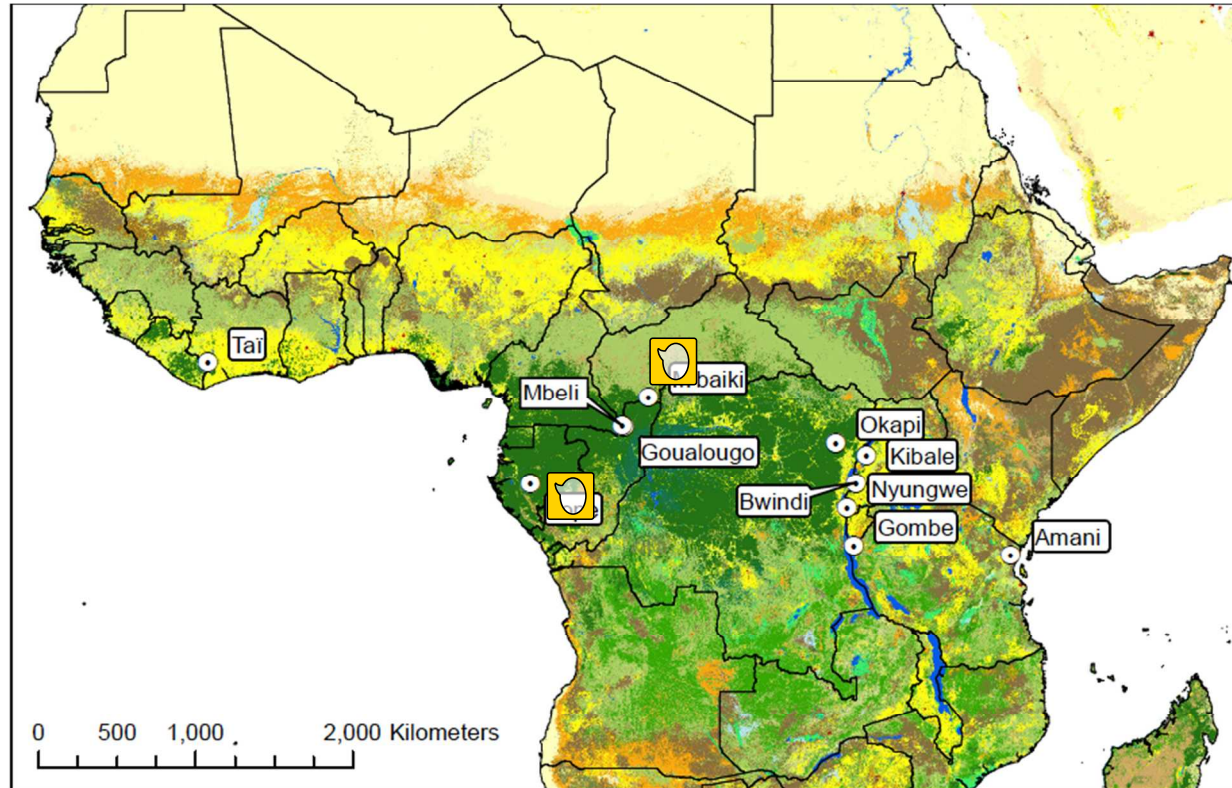 Taï
Mbeli
Goualougo
Okapi
Kibale
Bwindi
Nyungwe
Gombe
Amani
0 500 1,000 2,000 Kilometers